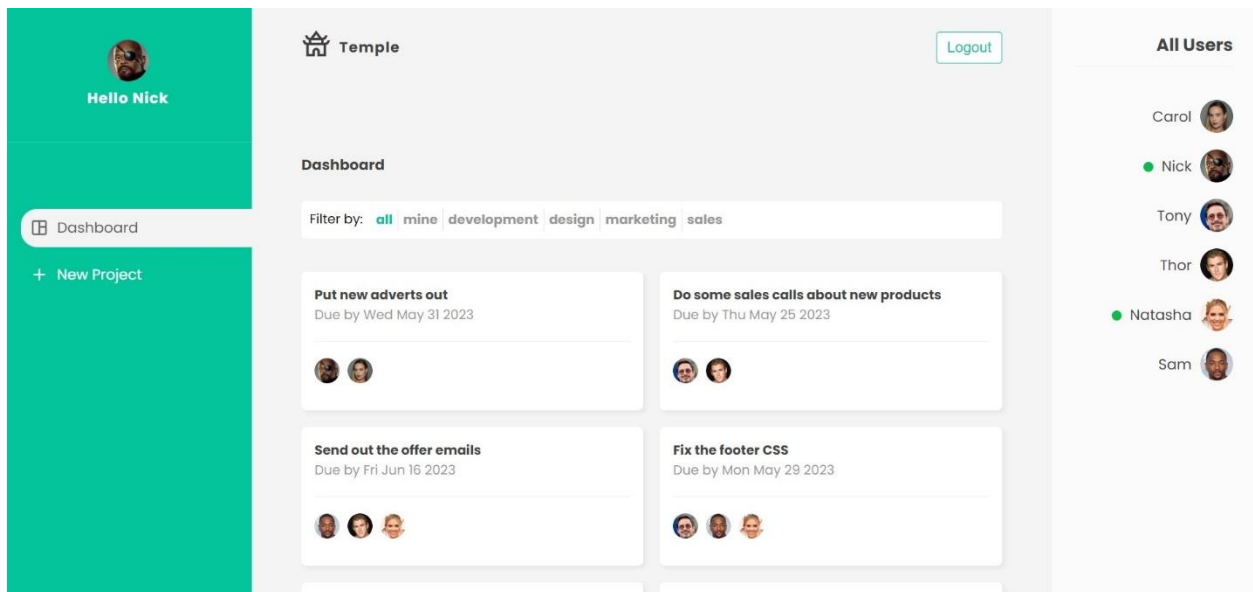 Hello Nick
Dashboard
+ New Project
Temple
Logout
Dashboard
Filter by: all mine development design marketing sales
Put new adverts out
Due by Wed May 31 2023
Do some sales calls about new products
Due by Thu May 25 2023
Send out the offer emails
Due by Fri Jun 16 2023
Fix the footer CSS
Due by Mon May 29 2023
All Users
Carol
Nick
Tony
Thor
Natasha
Sam